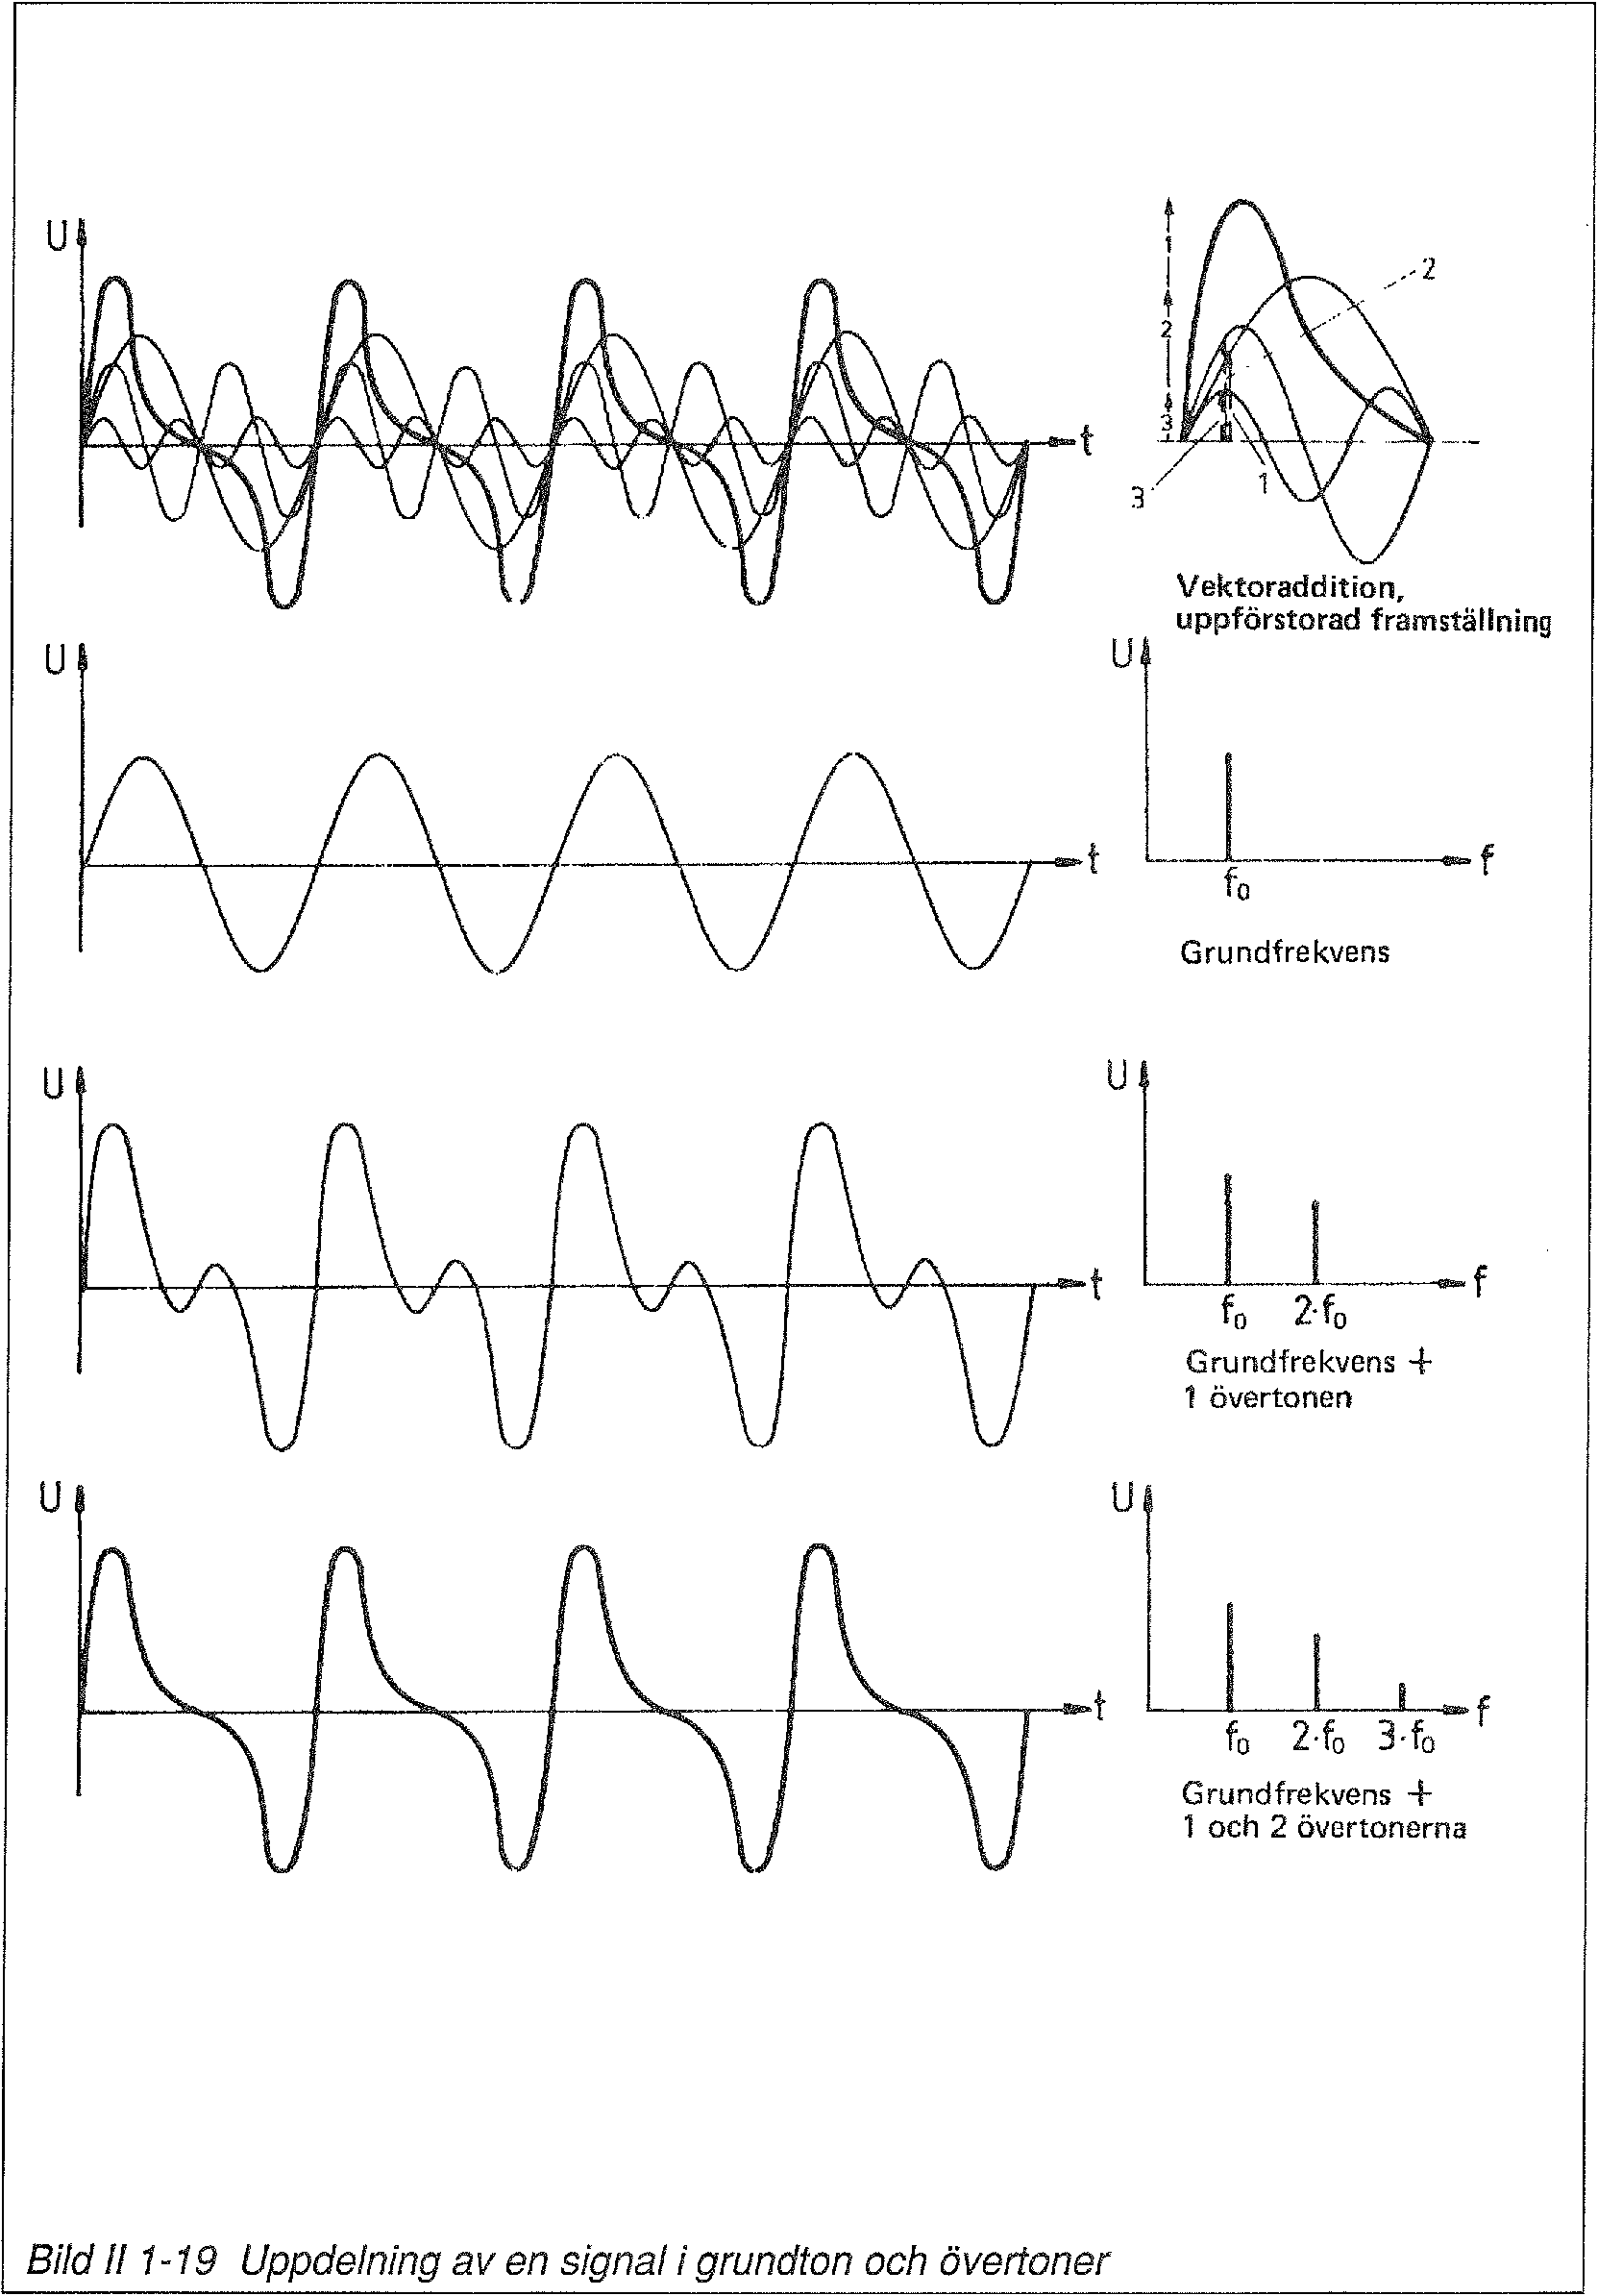 U
t
1
2
3
2
3
1
Vektoraddition,
uppförstorad framställning
U
t
U
f
f₀
Grundfrekvens
U
t
U
f
f₀ 2·f₀
Grundfrekvens +
1 övertonen
U
t
U
f
f₀ 2·f₀ 3·f₀
Grundfrekvens +
1 och 2 övertonerna
Bild II 1-19 Uppdelning av en signal i grundton och övertoner